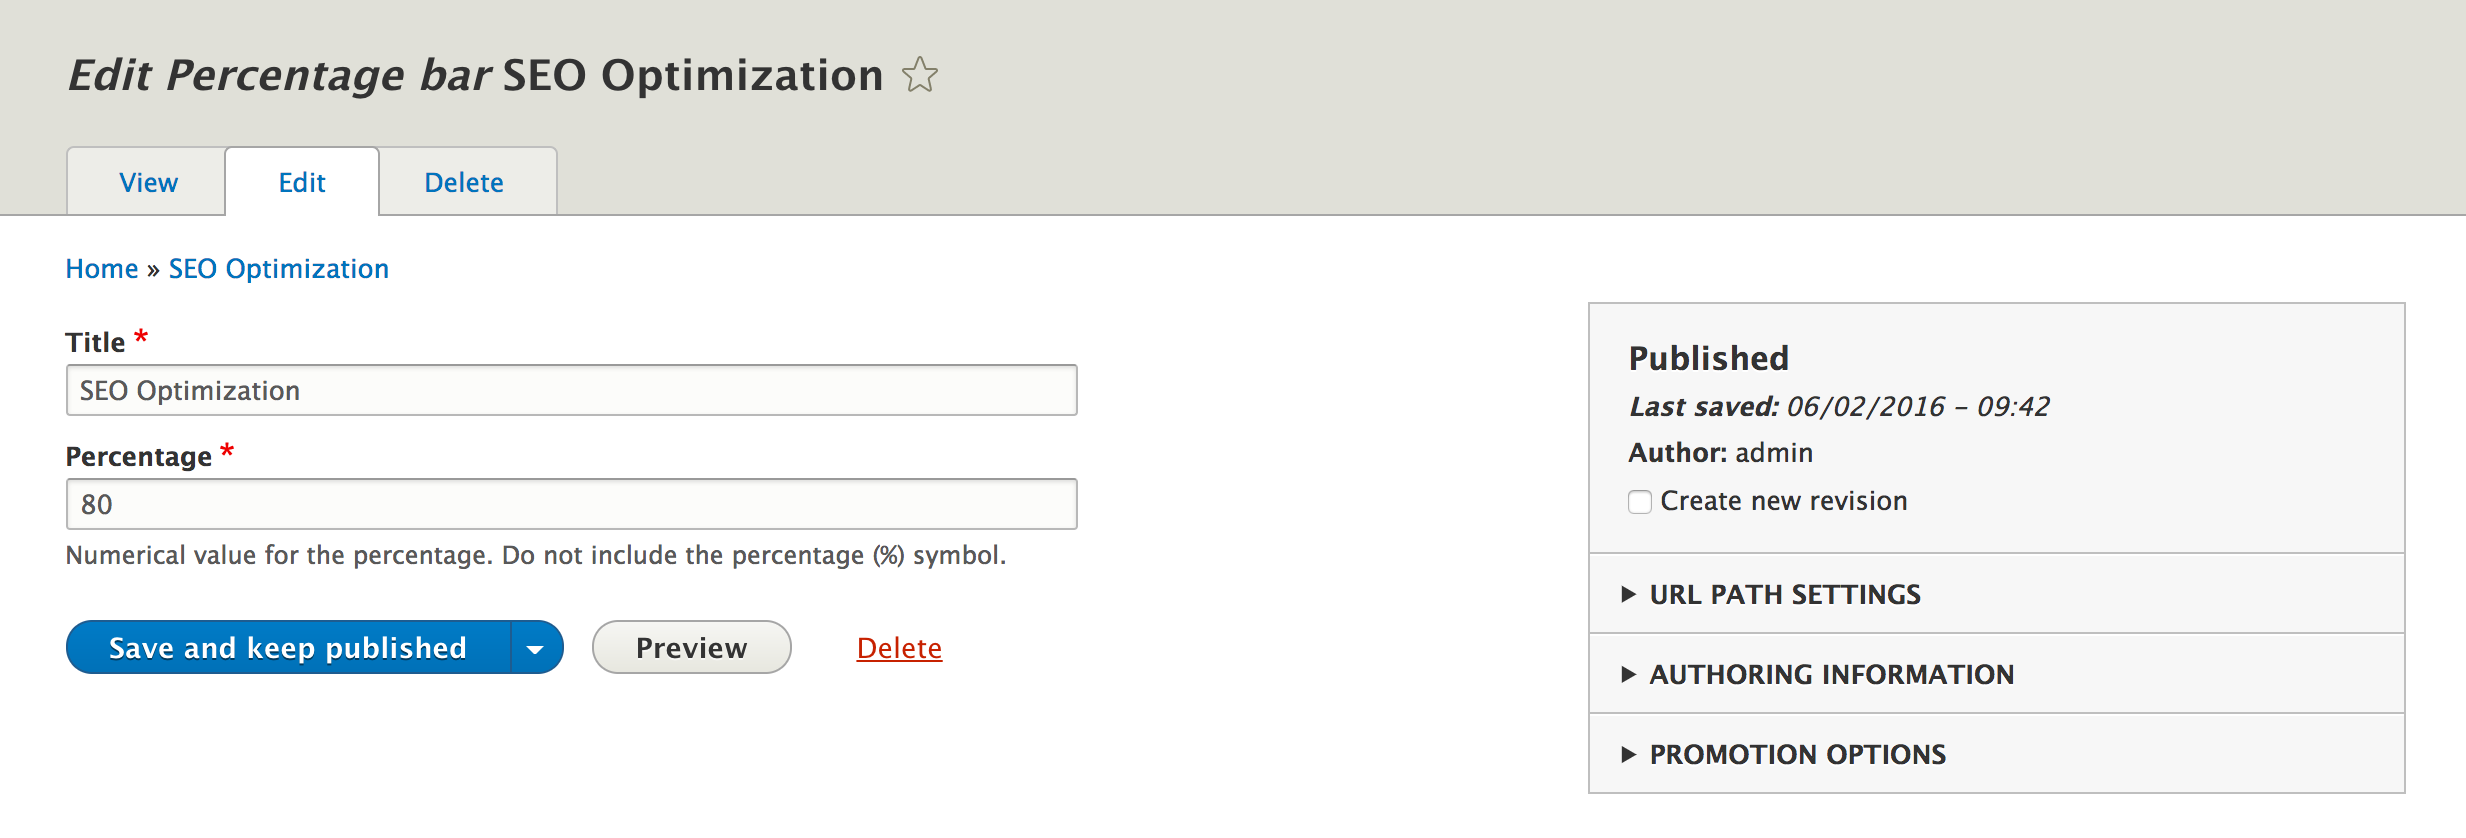 Edit Percentage bar SEO Optimization
View Edit Delete
Home » SEO Optimization
Title *
SEO Optimization
Percentage *
80
Numerical value for the percentage. Do not include the percentage (%) symbol.
Save and keep published Preview Delete
Published
Last saved: 06/02/2016 – 09:42
Author: admin
Create new revision
URL PATH SETTINGS
AUTHORING INFORMATION
PROMOTION OPTIONS